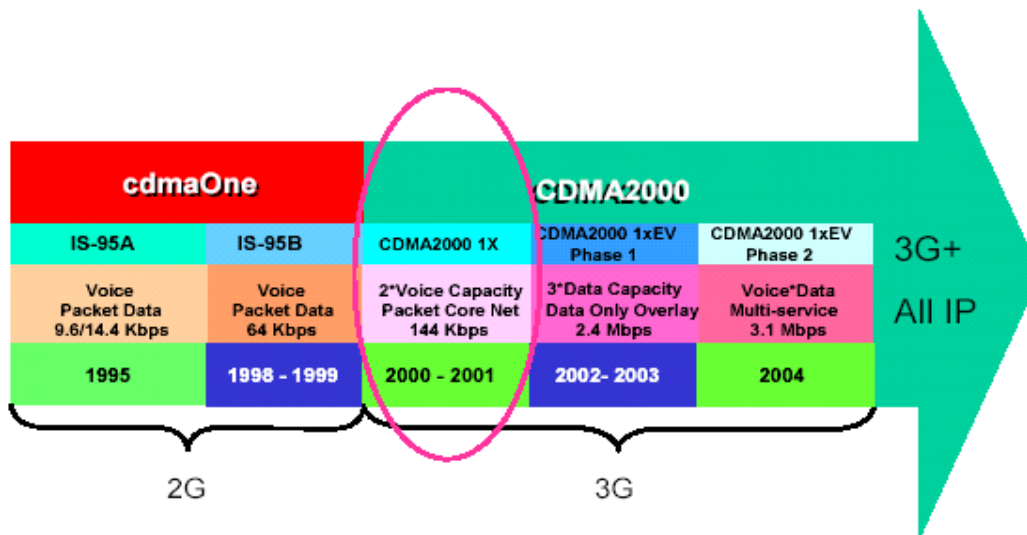 cdmaOne
CDMA2000
IS-95A
IS-95B
CDMA2000 1X
CDMA2000 1xEV
Phase 1
CDMA2000 1xEV
Phase 2
3G+
All IP
Voice
Packet Data
9.6/14.4 Kbps
Voice
Packet Data
64 Kbps
2*Voice Capacity
Packet Core Net
144 Kbps
3*Data Capacity
Data Only Overlay
2.4 Mbps
Voice*Data
Multi-service
3.1 Mbps
1995
1998 - 1999
2000 - 2001
2002- 2003
2004
2G
3G